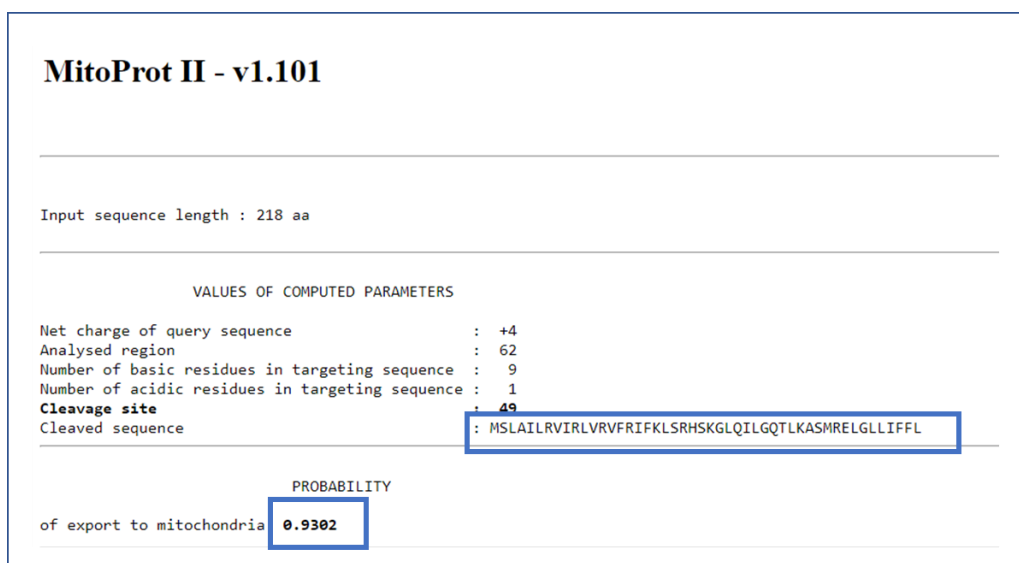 MitoProt II - v1.101
Input sequence length : 218 aa
VALUES OF COMPUTED PARAMETERS
Net charge of query sequence : +4
Analysed region : 62
Number of basic residues in targeting sequence : 9
Number of acidic residues in targeting sequence : 1
Cleavage site : 49
Cleaved sequence : MSLAILRVIRLVRVFRIFKLSRHSKGLQILGQTLKASMRELGLLIFFL
PROBABILITY
of export to mitochondria 0.9302